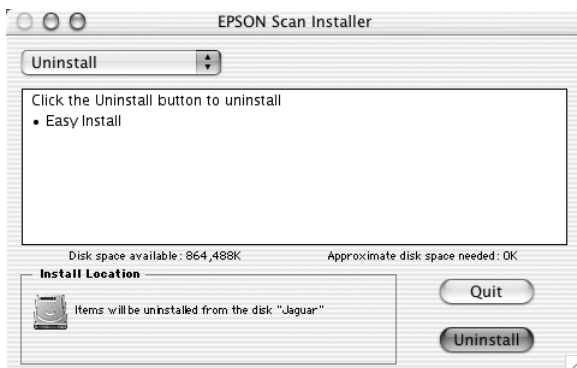 EPSON Scan Installer
Uninstall
Click the Uninstall button to uninstall
• Easy Install
Disk space available: 864,488K
Approximate disk space needed: 0K
Install Location
Items will be uninstalled from the disk "Jaguar"
Quit
Uninstall